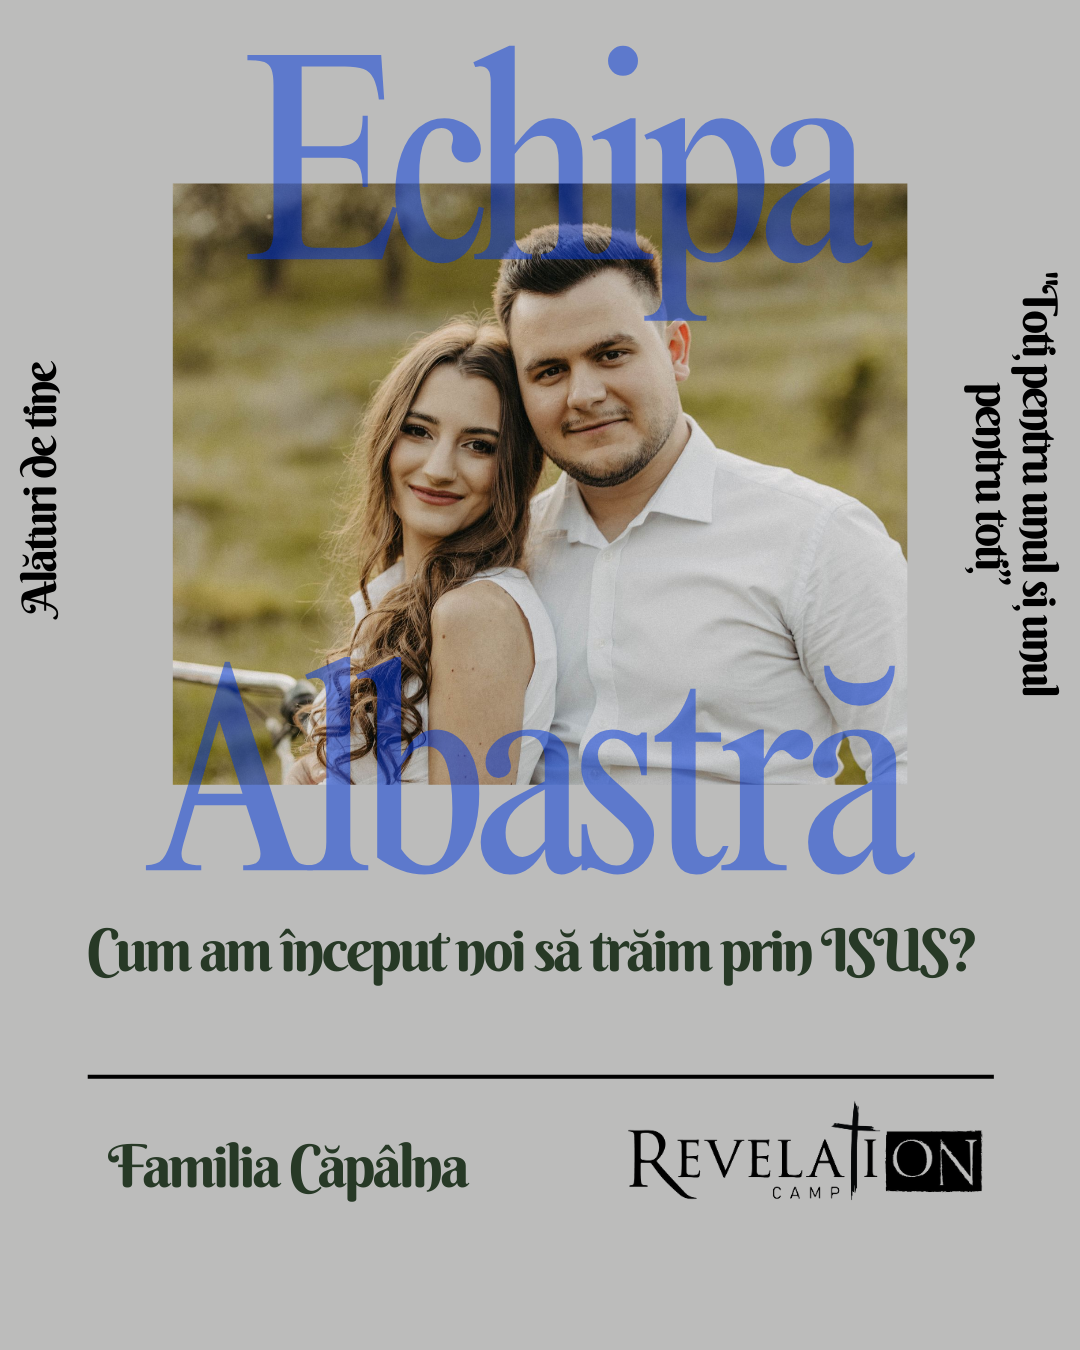 Echipa
Alături de tine
"Toți pentru unul și unul
pentru toți”
Albastră
Cum am început noi să trăim prin ISUS?
Familia Căpâlna
REVELATION
CAMP